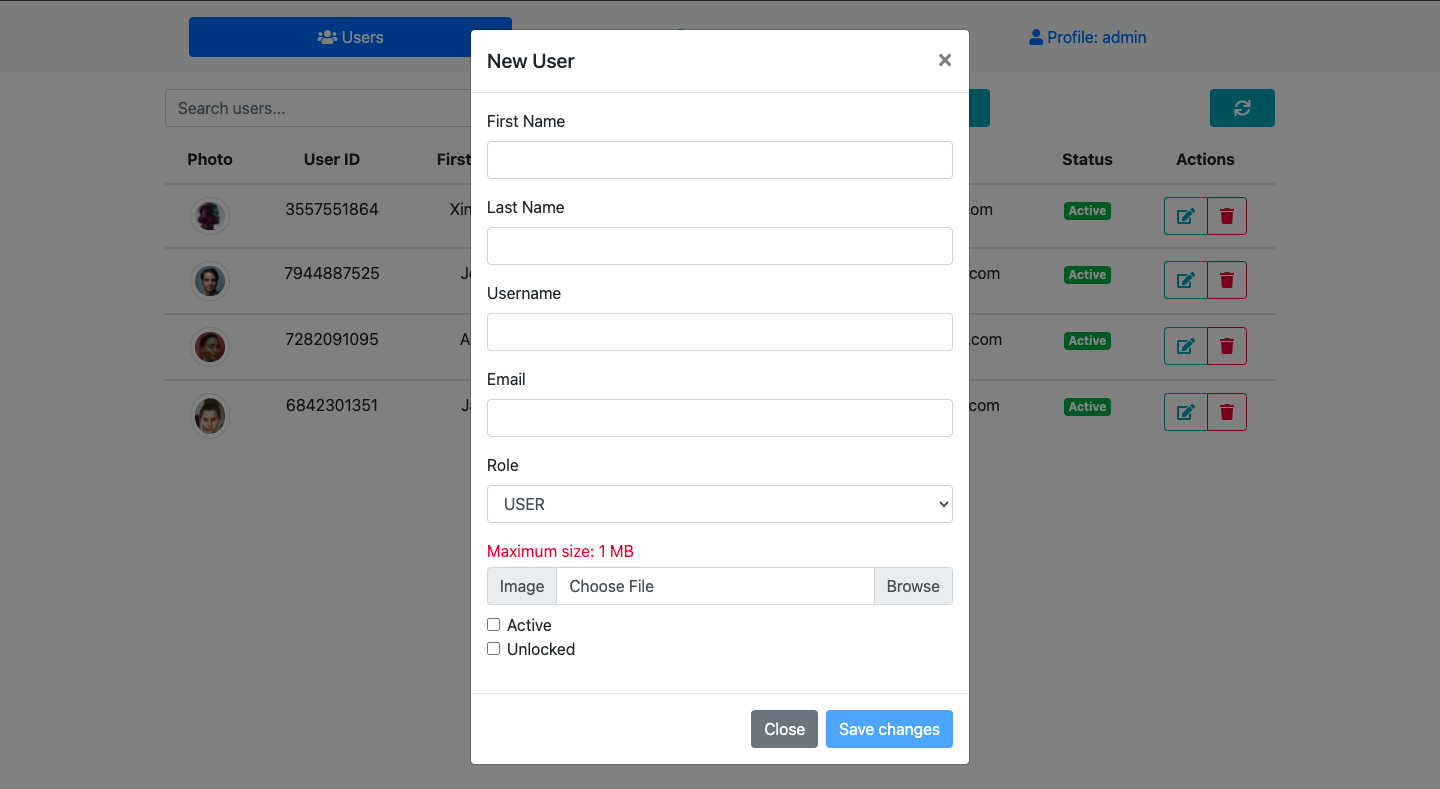 Users
Profile: admin
New User
×
Search users...
First Name
Photo User ID First Status Actions
3557551864 Xin com Active
Last Name
7944887525 .com Active
Username
7282091095 A .com Active
Email
6842301351 com Active
Role
USER
Maximum size: 1 MB
Image Choose File Browse
Active
Unlocked
Close Save changes